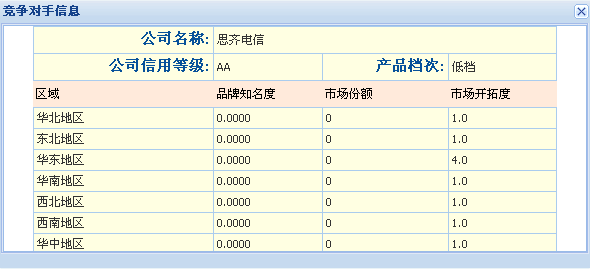 竞争对手信息
公司名称: 思齐电信
公司信用等级: AA 产品档次: 低档
区域 品牌知名度 市场份额 市场开拓度
华北地区 0.0000 0 1.0
东北地区 0.0000 0 1.0
华东地区 0.0000 0 4.0
华南地区 0.0000 0 1.0
西北地区 0.0000 0 1.0
西南地区 0.0000 0 1.0
华中地区 0.0000 0 1.0